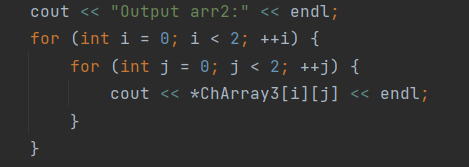 cout << "Output arr2:" << endl;
for (int i = 0; i < 2; ++i) {
    for (int j = 0; j < 2; ++j) {
        cout << *ChArray3[i][j] << endl;
    }
}